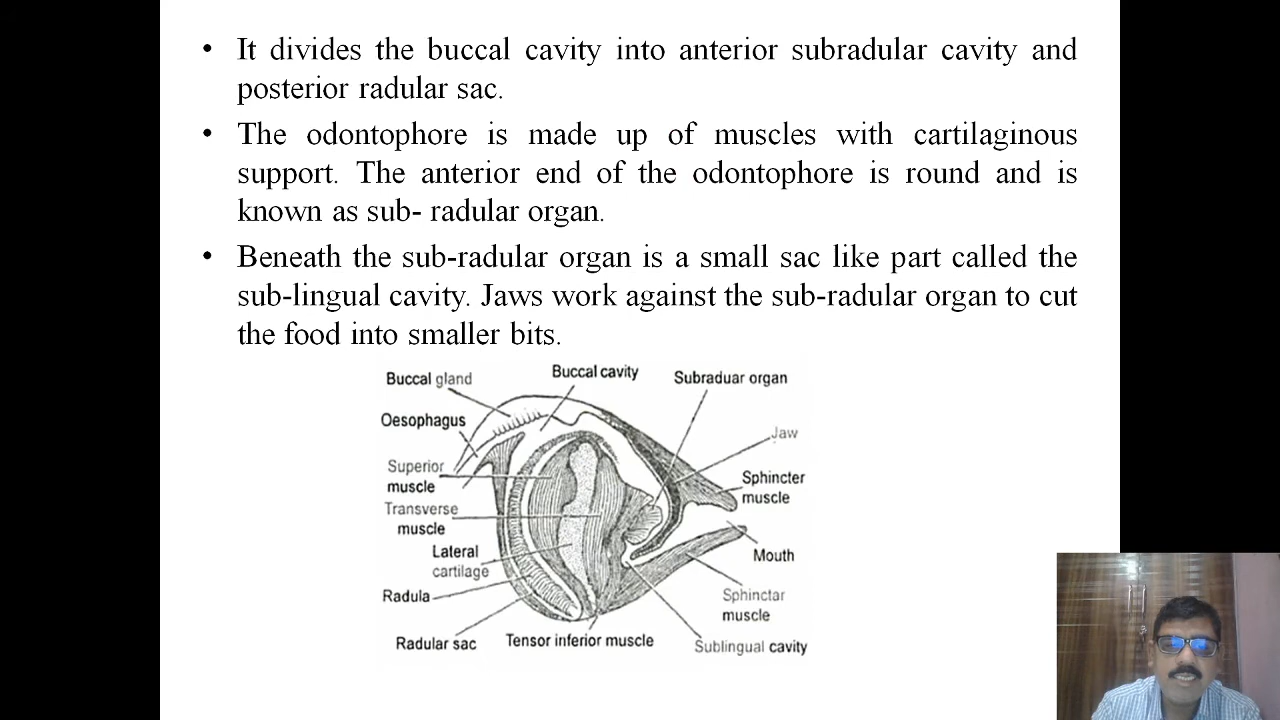 • It divides the buccal cavity into anterior subradular cavity and
posterior radular sac.
• The odontophore is made up of muscles with cartilaginous
support. The anterior end of the odontophore is round and is
known as sub- radular organ.
• Beneath the sub-radular organ is a small sac like part called the
sub-lingual cavity. Jaws work against the sub-radular organ to cut
the food into smaller bits.
Buccal gland
Buccal cavity
Subraduar organ
Oesophagus
Jaw
Superior
muscle
Sphincter
muscle
Transverse
muscle
Lateral
cartilage
Mouth
Radula
Sphinctar
muscle
Radular sac
Tensor inferior muscle
Sublingual cavity